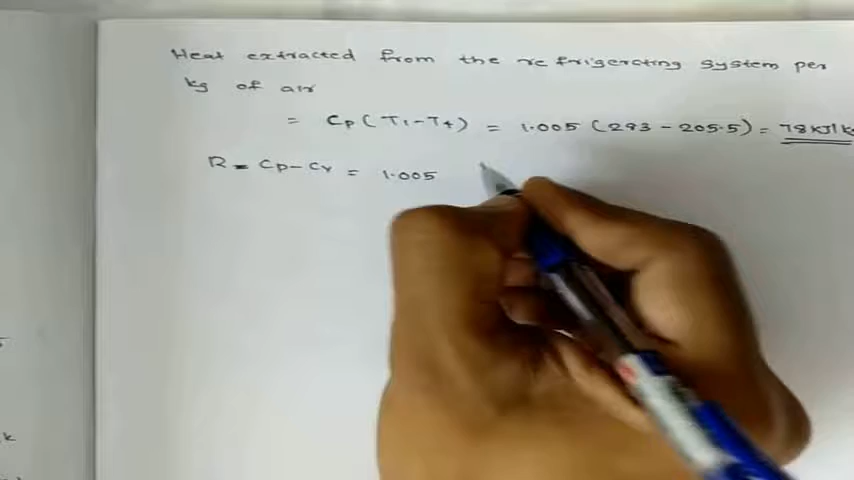 Heat extracted from the refrigerating system per
kg of air
= Cp(T1-T4) = 1.005 (283 - 205.5) = 78 kJ/k
R = Cp - Cv = 1.005
k